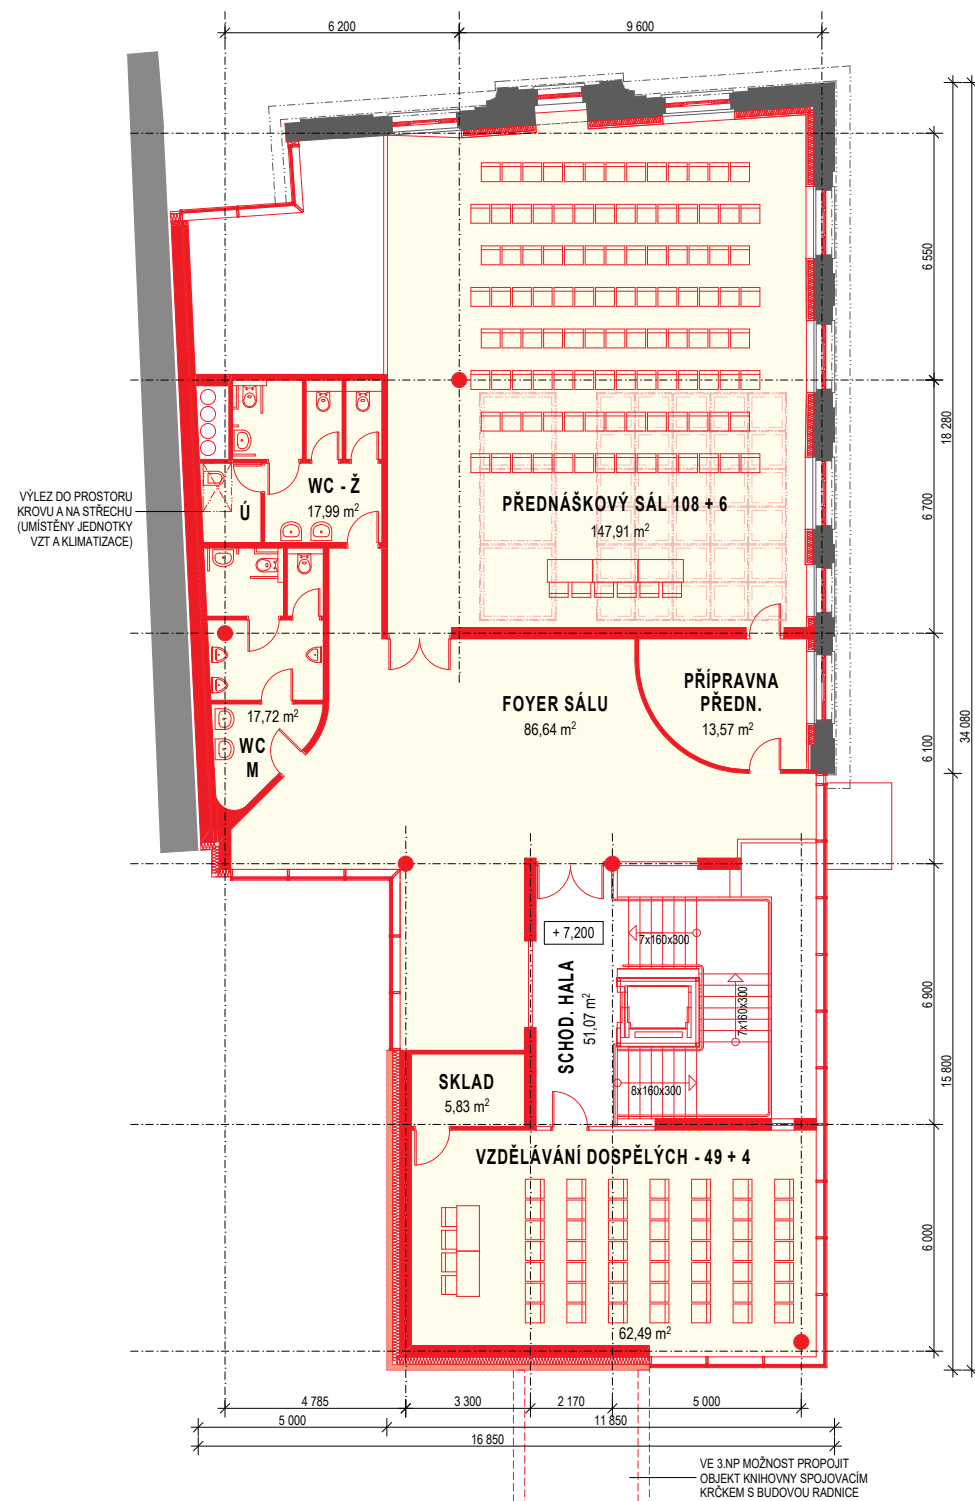 6 200
9 600
6 550
18 280
VÝLEZ DO PROSTORU
KROVU A NA STŘECHU
(UMÍSTĚNY JEDNOTKY
VZT A KLIMATIZACE)
WC - Ž
17,99 m²
Ú
PŘEDNÁŠKOVÝ SÁL 108 + 6
147,91 m²
6 700
FOYER SÁLU
86,64 m²
PŘÍPRAVNA
PŘEDN.
13,57 m²
17,72 m²
WC
M
6 100
34 080
+ 7,200
7x160x300
SCHOD. HALA
51,07 m²
7x160x300
8x160x300
6 900
15 800
SKLAD
5,83 m²
VZDĚLÁVÁNÍ DOSPĚLÝCH - 49 + 4
62,49 m²
6 000
4 785
3 300
2 170
5 000
5 000
11 850
16 850
VE 3.NP MOŽNOST PROPOJIT
OBJEKT KNIHOVNY SPOJOVACÍM
KRČKEM S BUDOVOU RADNICE